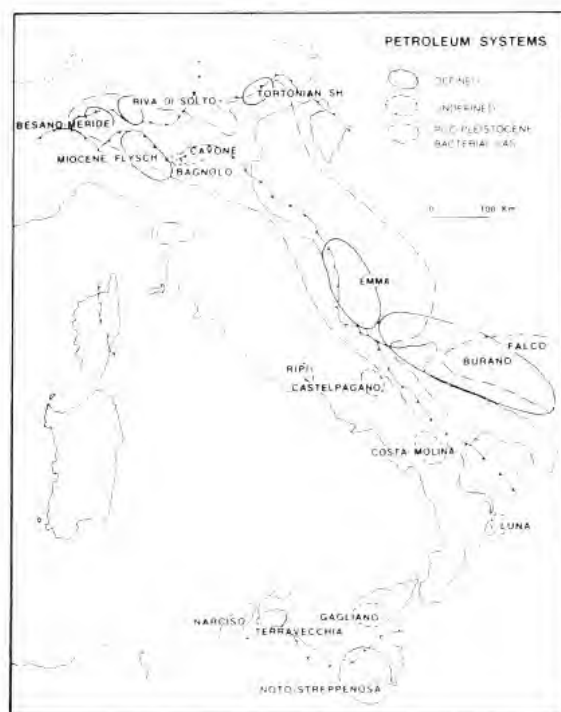 PETROLEUM SYSTEMS
DEFINED
UNDEFINED
PLIO-PLEISTOCENE
BACTERIAL GAS
0 100 Km
RIVA DI SOLTO
TORTONIAN SH
BESANO-MERIDE
MIOCENE FLYSCH
CAVONE
BAGNOLO
EMMA
FALCO
BURANO
RIPI
CASTELPAGANO
COSTA MOLINA
LUNA
NARCISO
GAGLIANO
TERRAVECCHIA
NOTO-STREPPENOSA